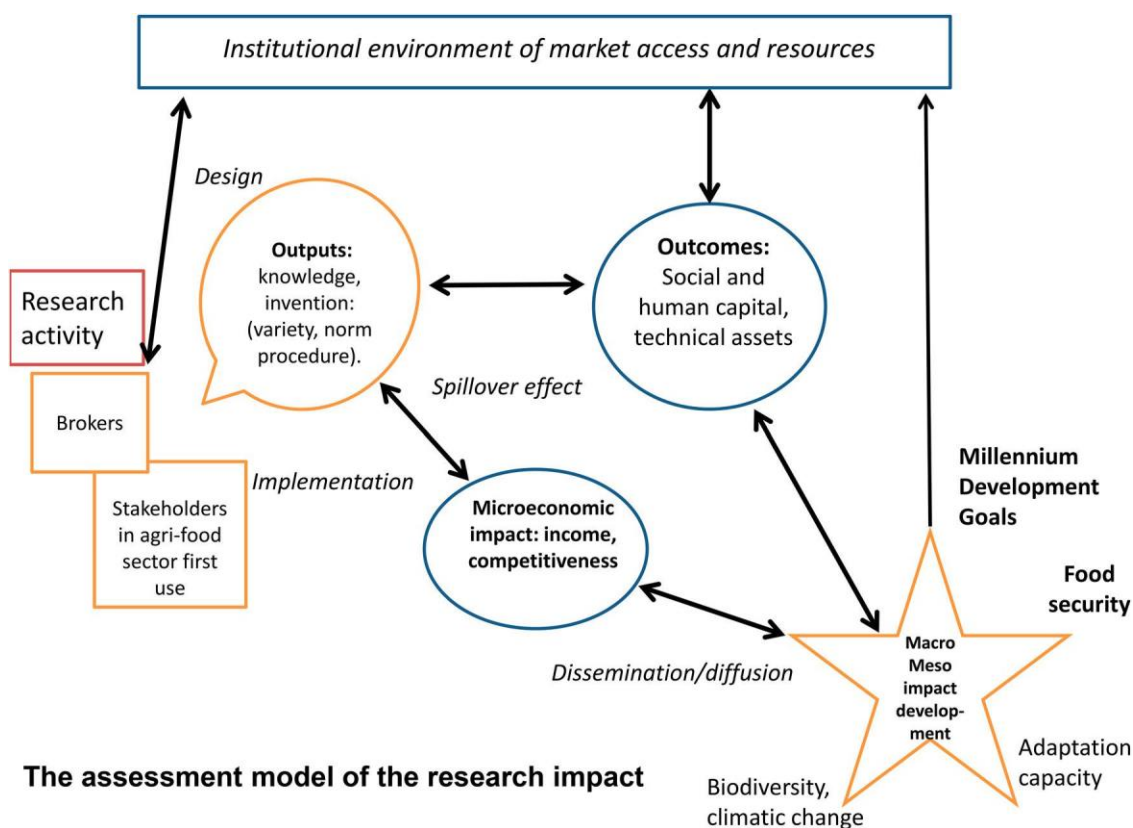 Institutional environment of market access and resources
Design
Outputs:
knowledge,
invention:
(variety, norm
procedure).
Outcomes:
Social and
human capital,
technical assets
Research
activity
Brokers
Stakeholders
in agri-food
sector first
use
Spillover effect
Implementation
Microeconomic
impact: income,
competitiveness
Millennium
Development
Goals
Food
security
Macro
Meso
impact
develop-
ment
Dissemination/diffusion
Adaptation
capacity
Biodiversity,
climatic change
The assessment model of the research impact